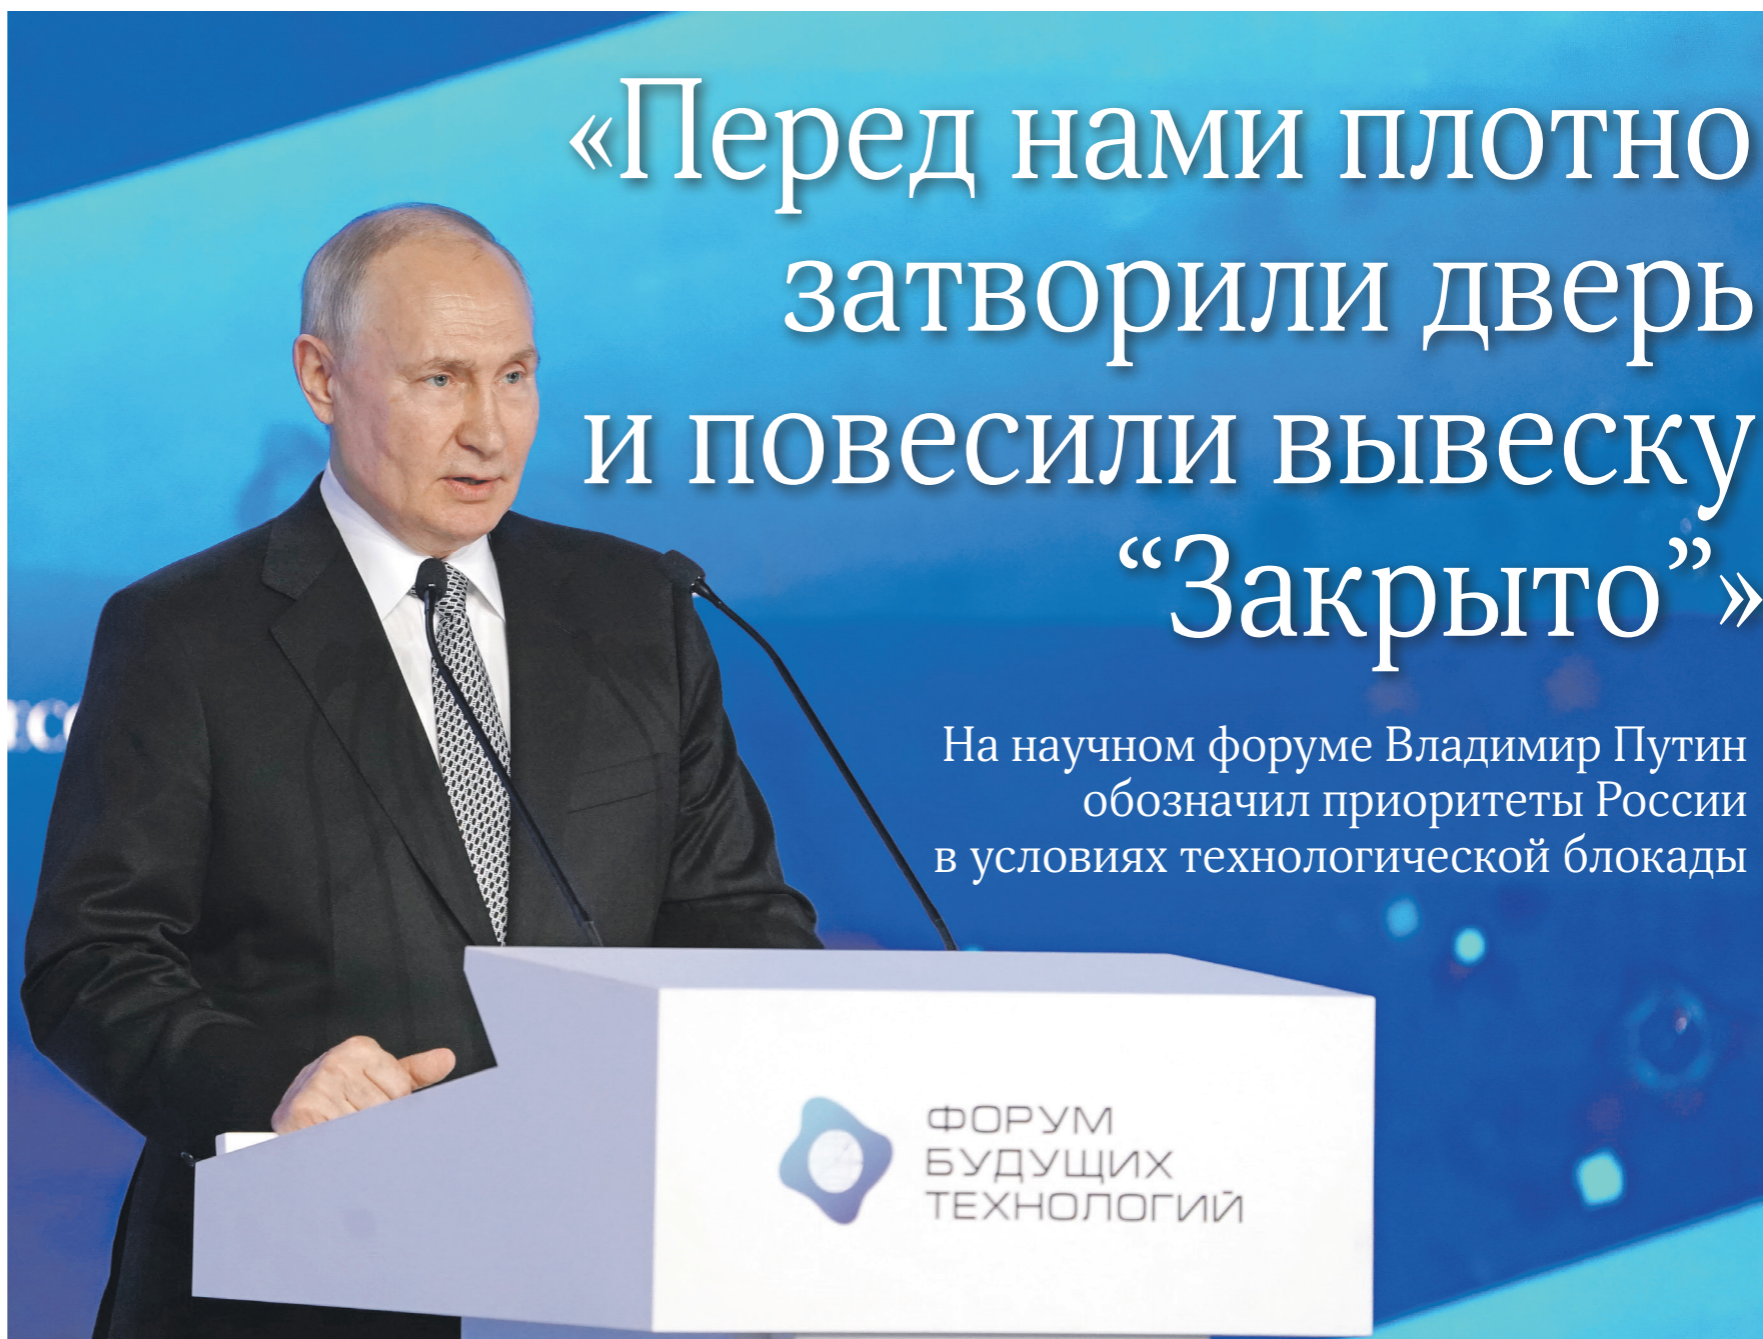 «Перед нами плотно
затворили дверь
и повесили вывеску
“Закрыто”»
На научном форуме Владимир Путин
обозначил приоритеты России
в условиях технологической блокады
ФОРУМ
БУДУЩИХ
ТЕХНОЛОГИЙ